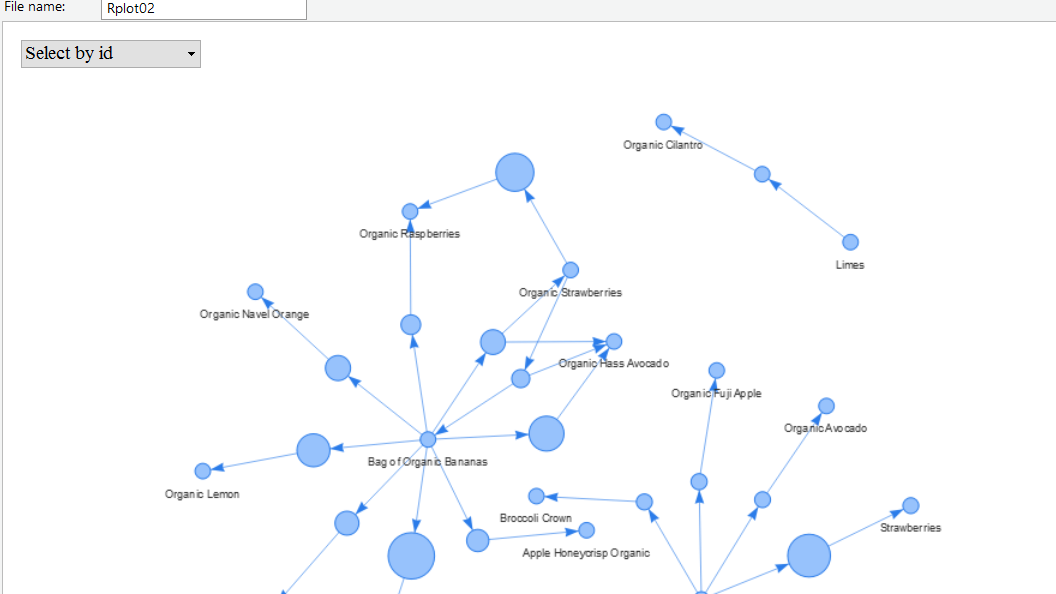 File name:
Rplot02
Select by id
Organic Cilantro
Organic Raspberries
Limes
Organic Strawberries
Organic Navel Orange
Organic Hass Avocado
Organic Fuji Apple
Organic Avocado
Bag of Organic Bananas
Organic Lemon
Broccoli Crown
Strawberries
Apple Honeycrisp Organic